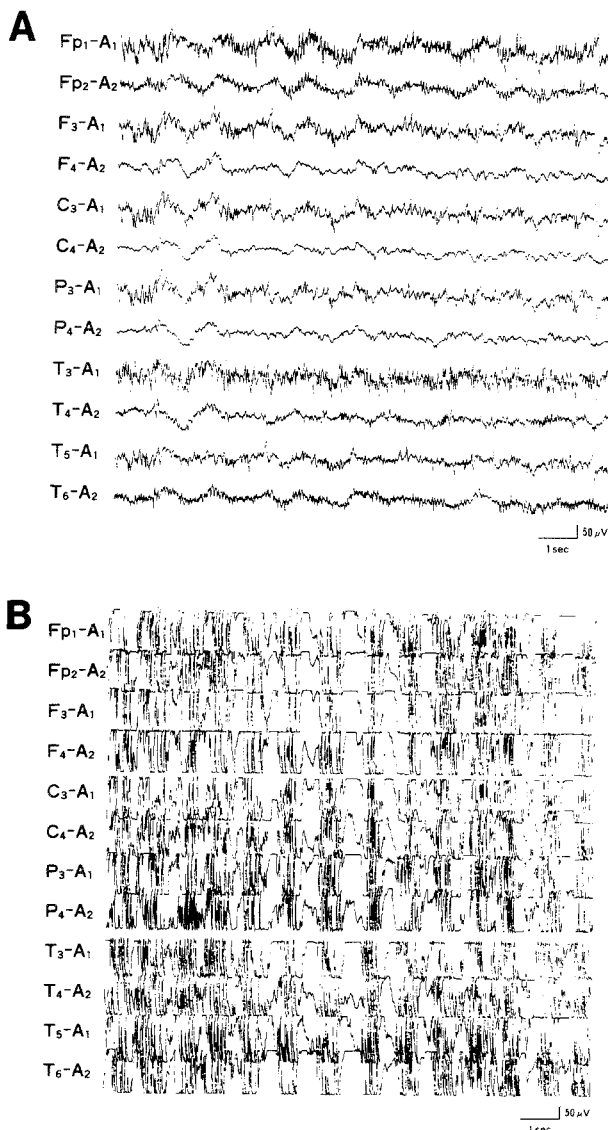 A
Fp₁-A₁
Fp₂-A₂
F₃-A₁
F₄-A₂
C₃-A₁
C₄-A₂
P₃-A₁
P₄-A₂
T₃-A₁
T₄-A₂
T₅-A₁
T₆-A₂
50 μV
1 sec
B
Fp₁-A₁
Fp₂-A₂
F₃-A₁
F₄-A₂
C₃-A₁
C₄-A₂
P₃-A₁
P₄-A₂
T₃-A₁
T₄-A₂
T₅-A₁
T₆-A₂
50 μV
1 sec